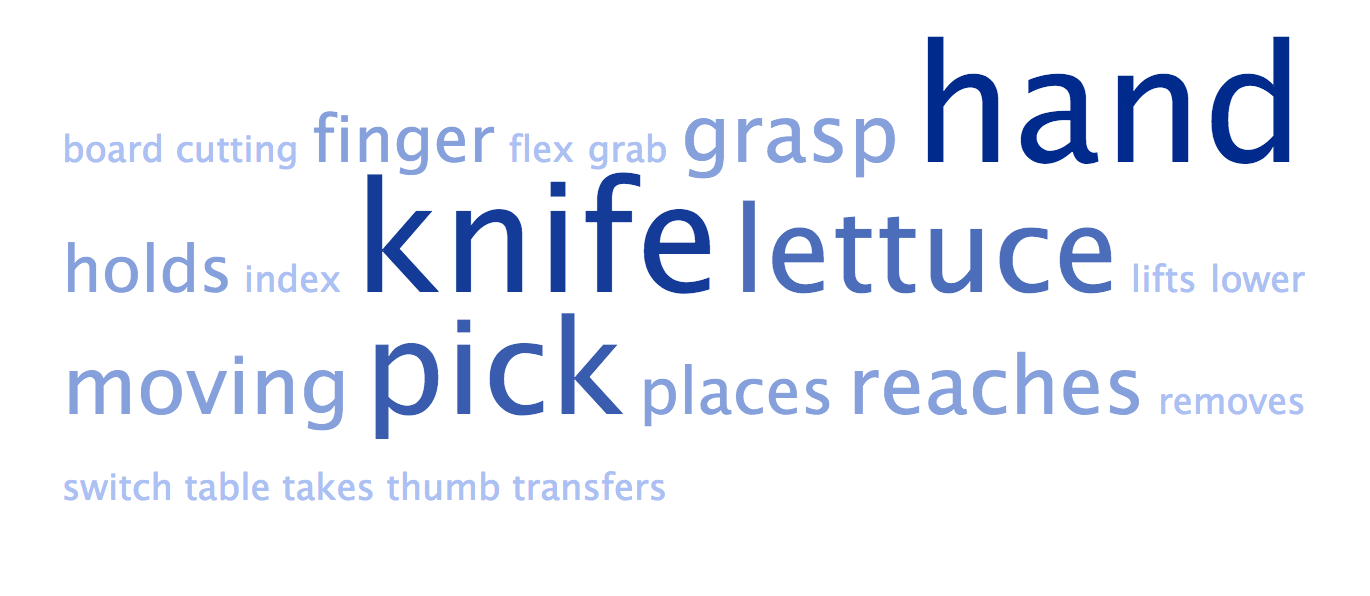 board cutting finger flex grab grasp hand
holds index knife lettuce lifts lower
moving pick places reaches removes
switch table takes thumb transfers